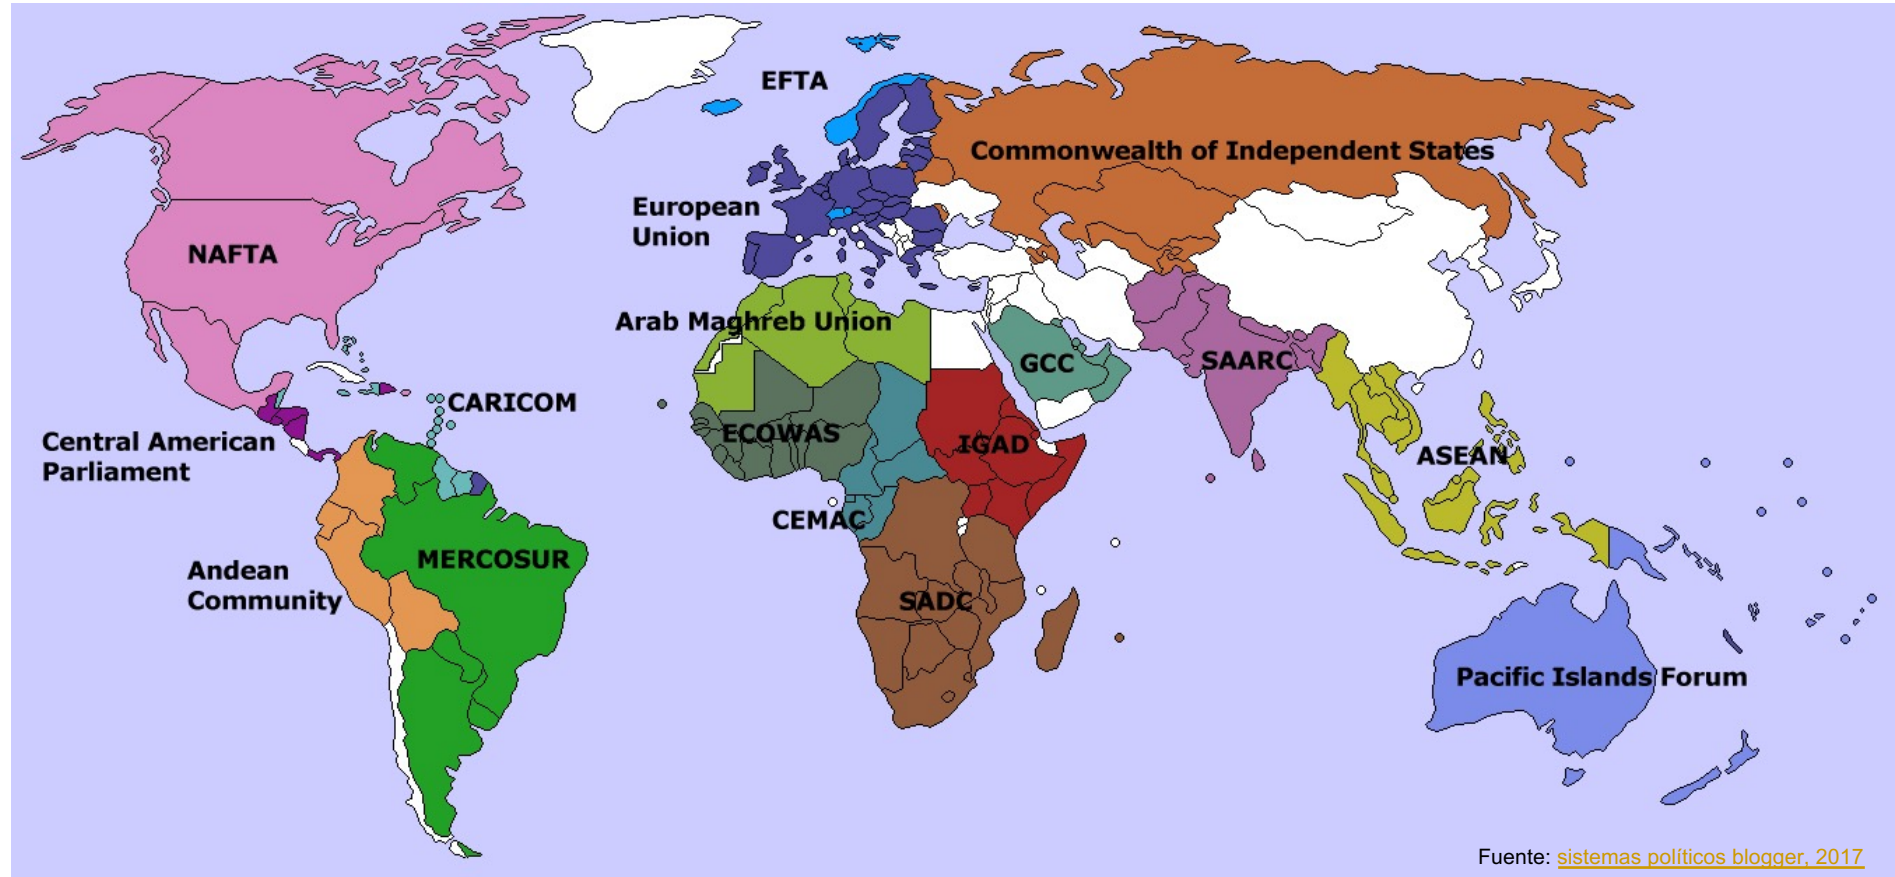 EFTA
Commonwealth of Independent States
European
Union
NAFTA
Arab Maghreb Union
GCC
SAARC
CARICOM
Central American
Parliament
ECOWAS
IGAD
ASEAN
CEMAC
MERCOSUR
Andean
Community
SADC
Pacific Islands Forum
Fuente: sistemas políticos blogger, 2017